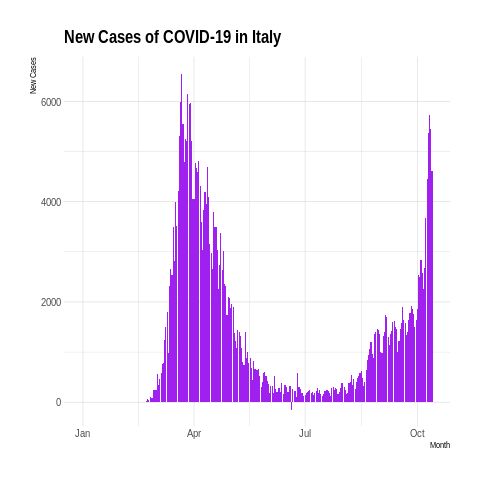 New Cases of COVID-19 in Italy
New Cases
6000
4000
2000
0
Jan Apr Jul Oct
Month